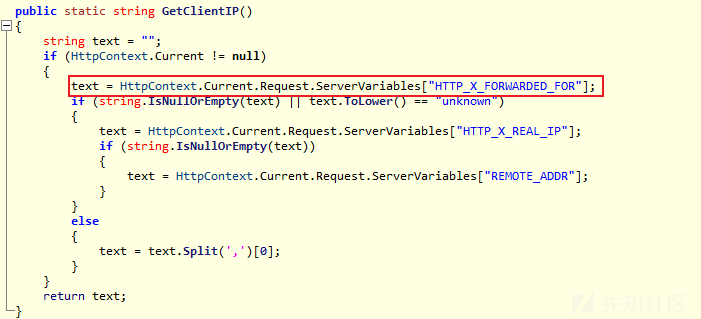 public static string GetClientIP()
{
    string text = "";
    if (HttpContext.Current != null)
    {
        text = HttpContext.Current.Request.ServerVariables["HTTP_X_FORWARDED_FOR"];
        if (string.IsNullOrEmpty(text) || text.ToLower() == "unknown")
        {
            text = HttpContext.Current.Request.ServerVariables["HTTP_X_REAL_IP"];
            if (string.IsNullOrEmpty(text))
            {
                text = HttpContext.Current.Request.ServerVariables["REMOTE_ADDR"];
            }
        }
        else
        {
            text = text.Split(',')[0];
        }
    }
    return text;
}
先知社区